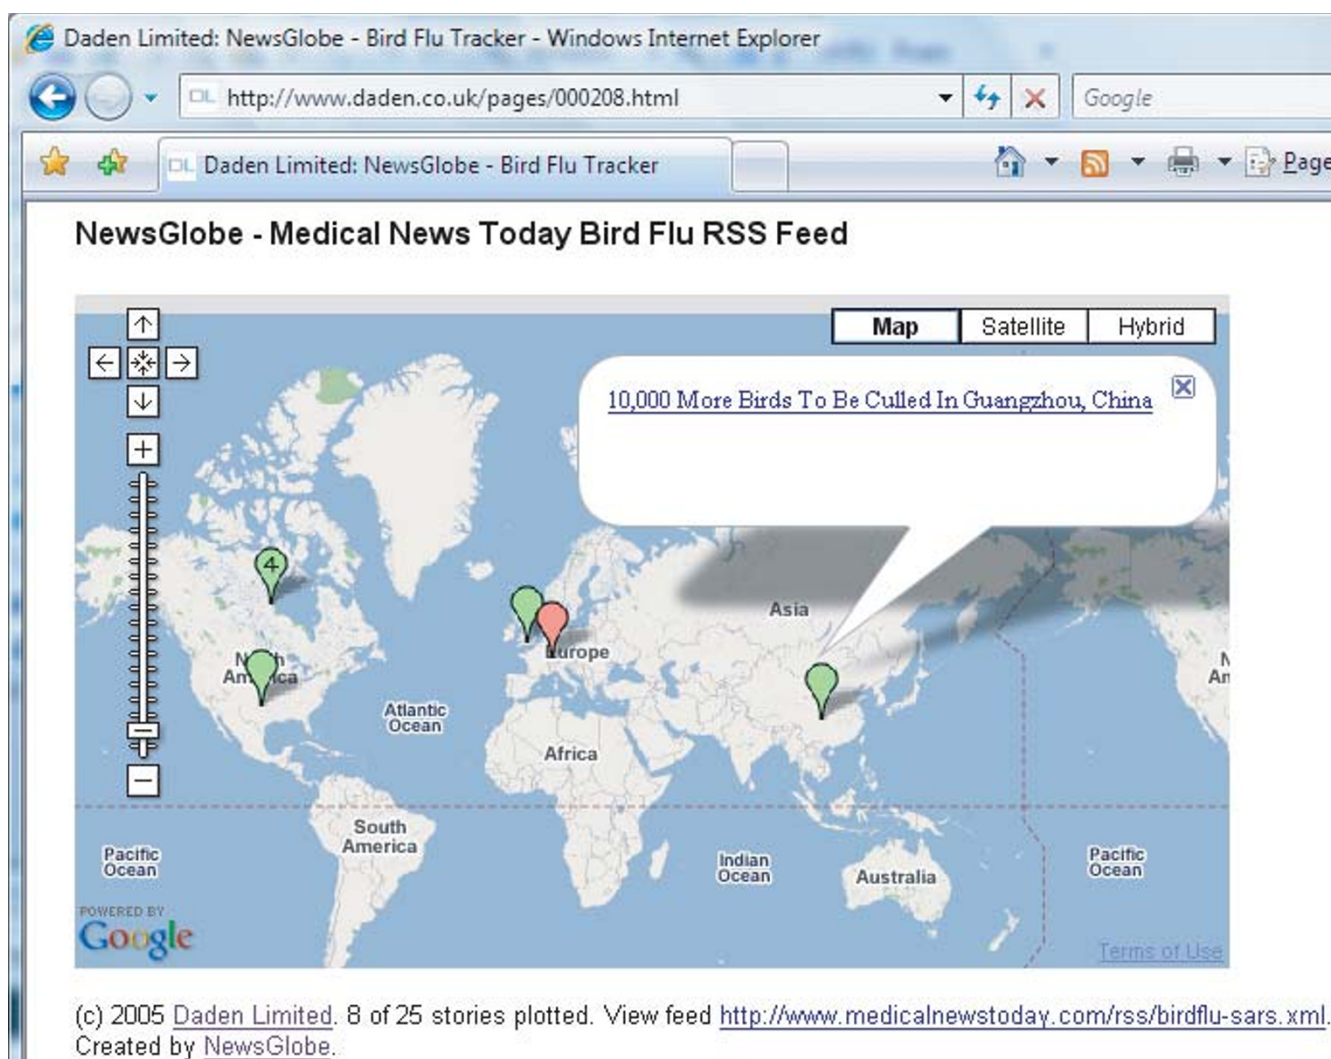 Daden Limited: NewsGlobe - Bird Flu Tracker - Windows Internet Explorer
DL http://www.daden.co.uk/pages/000208.html Google
DL Daden Limited: NewsGlobe - Bird Flu Tracker Page
NewsGlobe - Medical News Today Bird Flu RSS Feed
Map Satellite Hybrid
10,000 More Birds To Be Culled In Guangzhou, China
4
Asia
Europe
Atlantic
Ocean
Africa
South
America
Pacific
Ocean
Indian
Ocean
Australia
Pacific
Ocean
POWERED BY
Google
Terms of Use
(c) 2005 Daden Limited. 8 of 25 stories plotted. View feed http://www.medicalnewstoday.com/rss/birdflu-sars.xml.
Created by NewsGlobe.